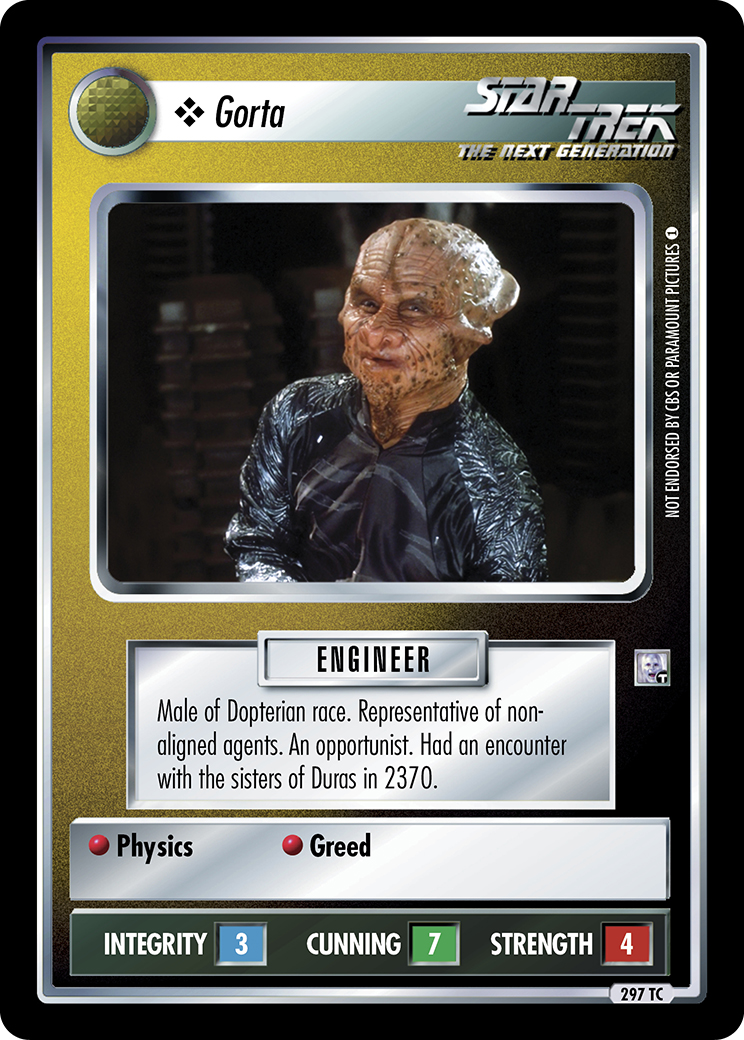 ❖ Gorta
STAR TREK
THE NEXT GENERATION
NOT ENDORSED BY CBS OR PARAMOUNT PICTURES 1
ENGINEER
T
Male of Dopterian race. Representative of non-
aligned agents. An opportunist. Had an encounter
with the sisters of Duras in 2370.
Physics Greed
INTEGRITY 3 CUNNING 7 STRENGTH 4
297 TC